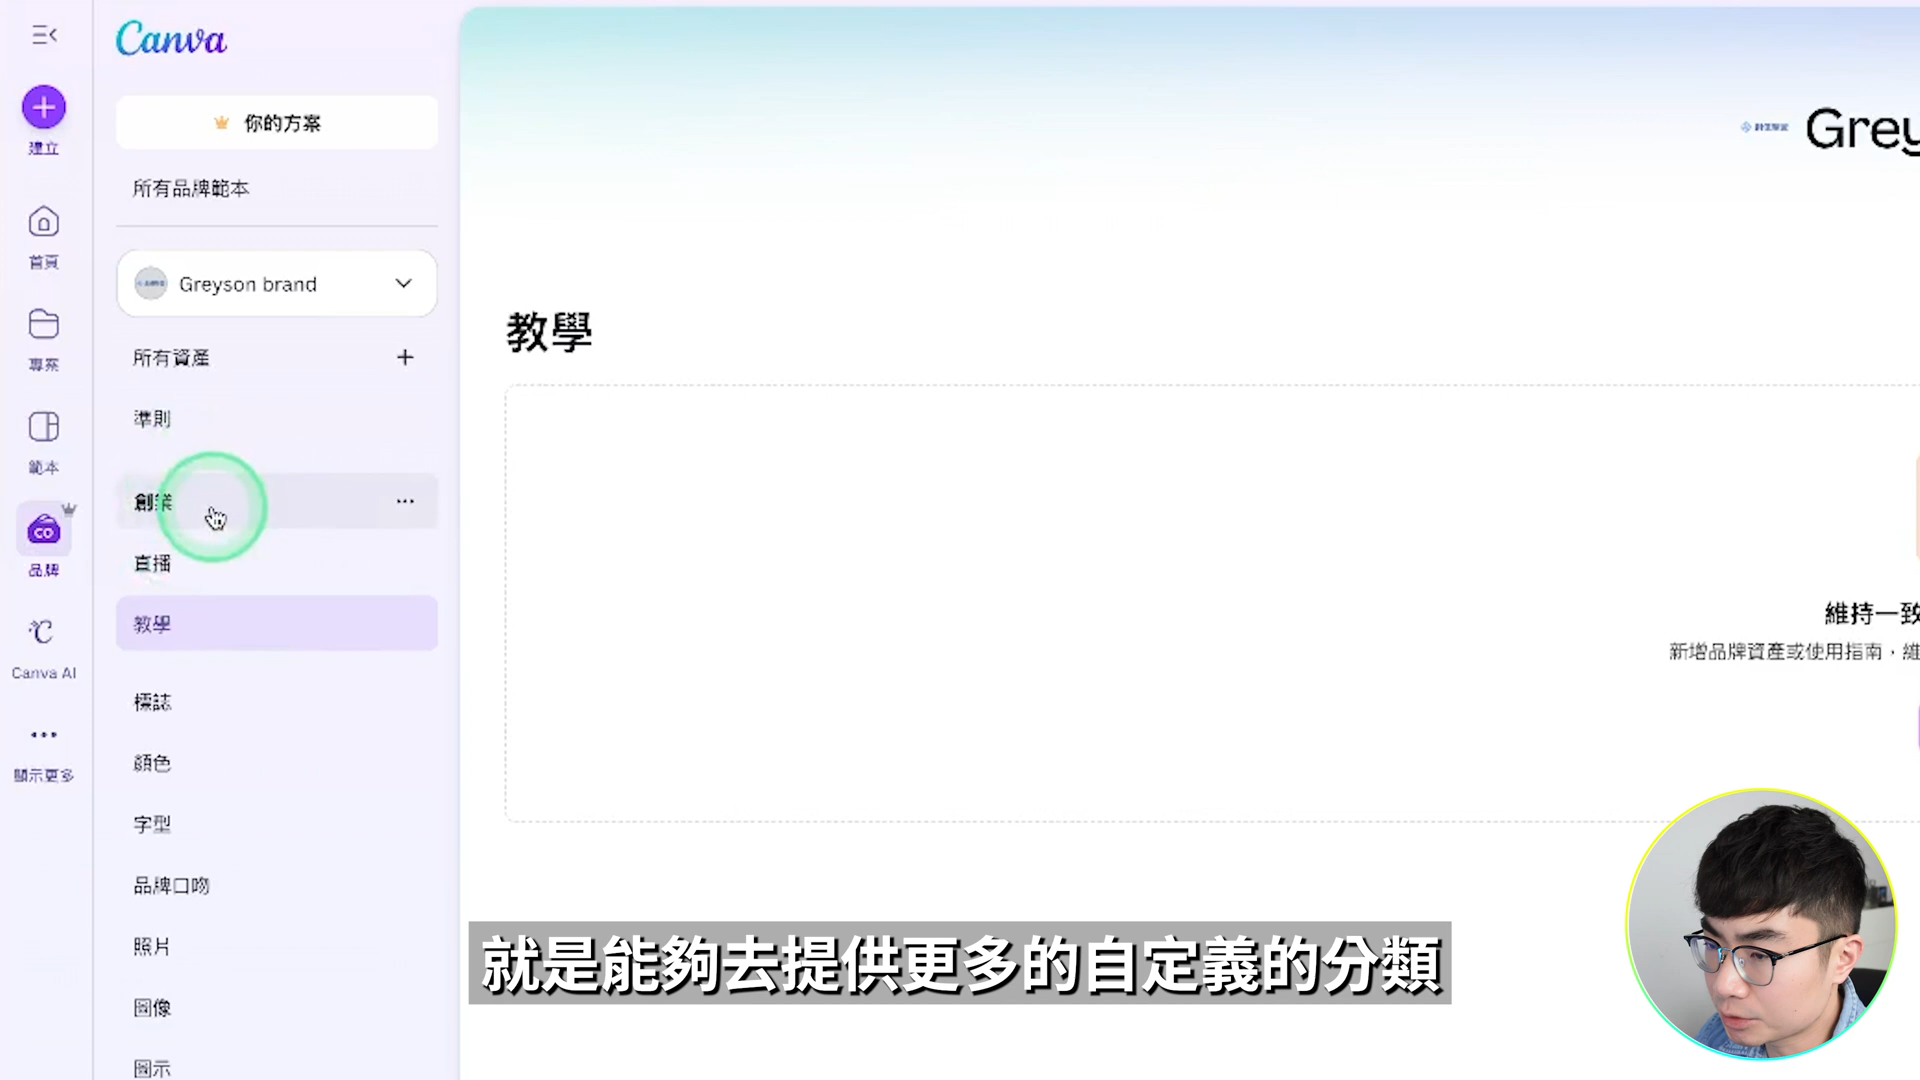 Canva
建立
首頁
專案
範本
品牌
Canva AI
顯示更多
你的方案
所有品牌範本
Greyson brand
所有資產
準則
創業
直播
教學
標誌
顏色
字型
品牌口吻
照片
圖像
圖示
Grey
教學
維持一致
新增品牌資產或使用指南，維
就是能夠去提供更多的自定義的分類